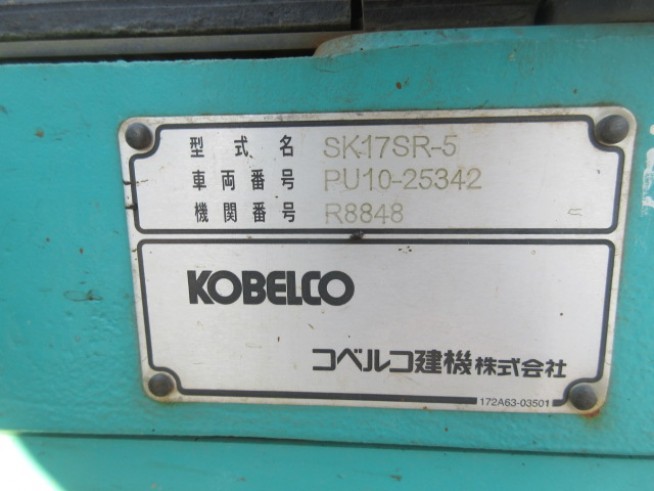 型式名 SK17SR-5
車両番号 PU10-25342
機関番号 R8848
KOBELCO
コベルコ建機株式会社
172A63-03501